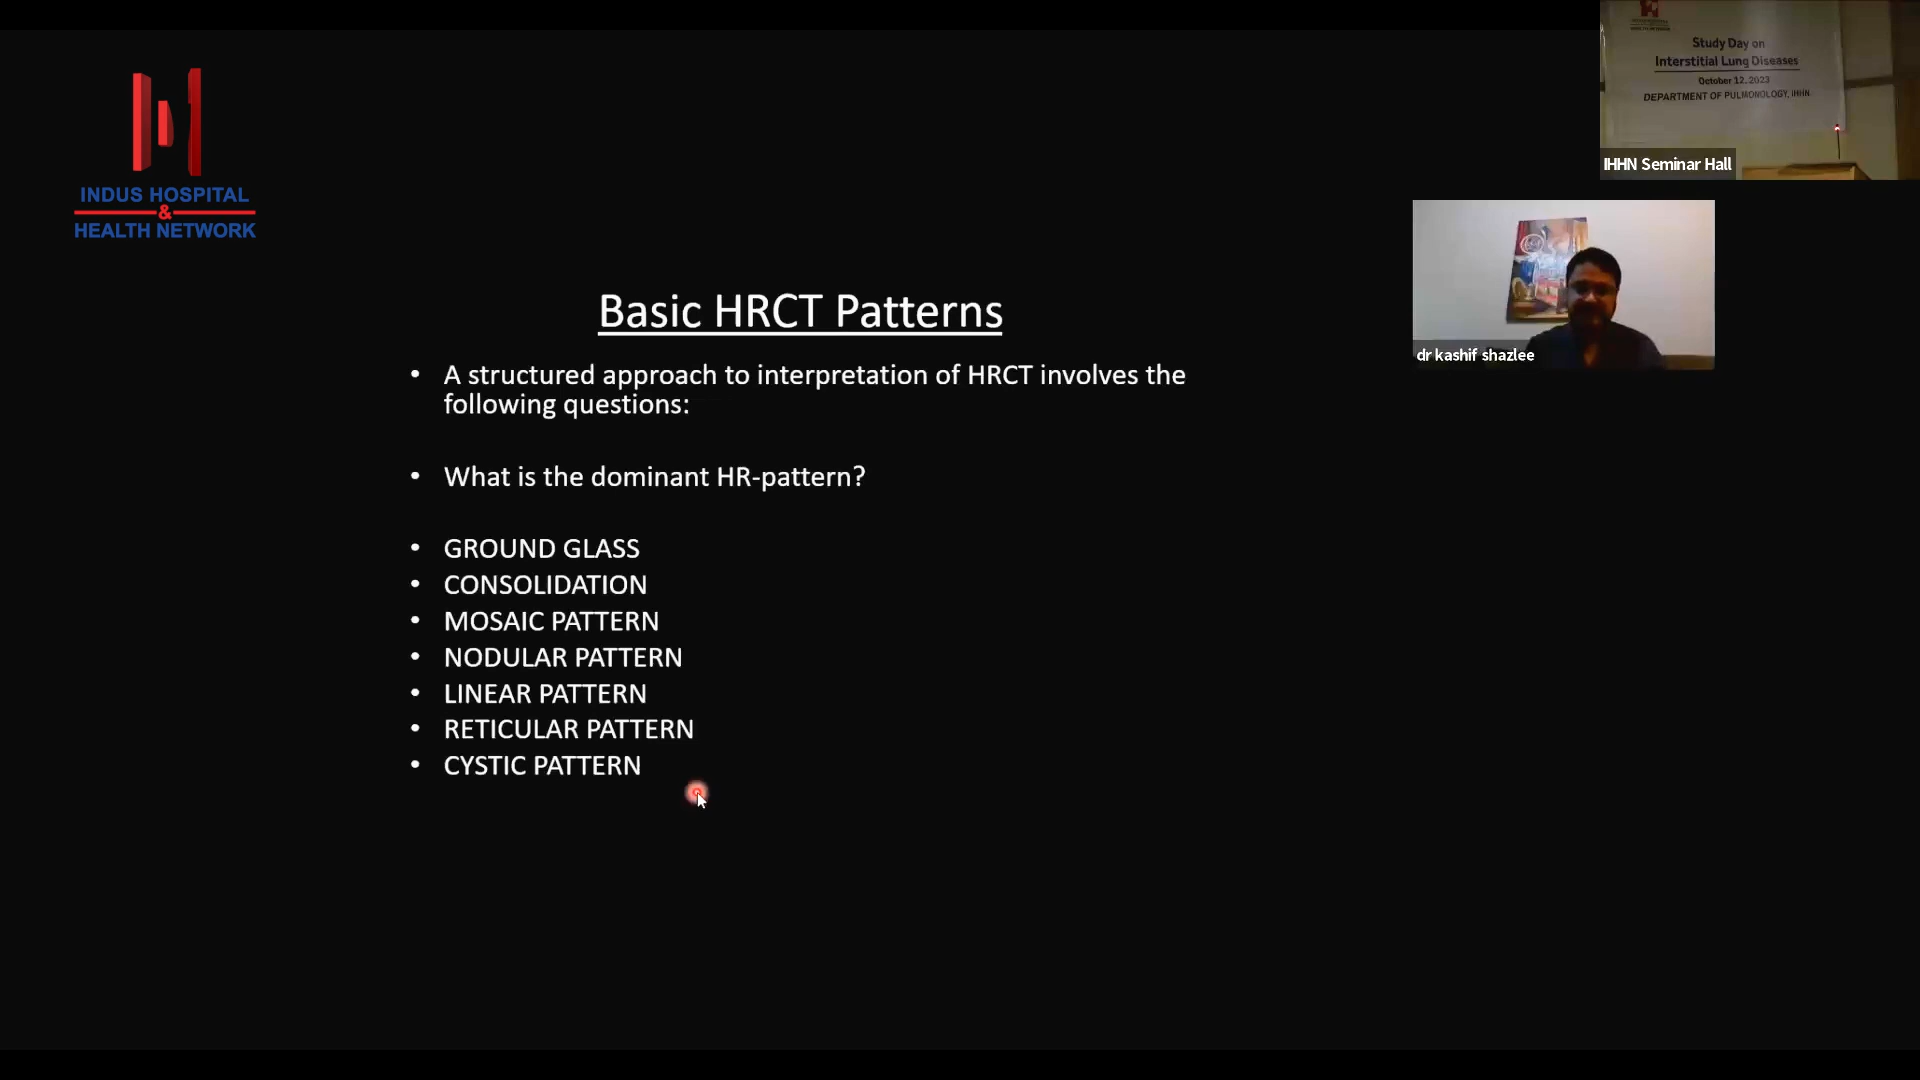 INDUS HOSPITAL
&
HEALTH NETWORK
Basic HRCT Patterns
• A structured approach to interpretation of HRCT involves the
following questions:
• What is the dominant HR-pattern?
• GROUND GLASS
• CONSOLIDATION
• MOSAIC PATTERN
• NODULAR PATTERN
• LINEAR PATTERN
• RETICULAR PATTERN
• CYSTIC PATTERN
Study Day on
Interstitial Lung Diseases
October 12, 2023
DEPARTMENT OF PULMONOLOGY, IHHN
IHHN Seminar Hall
dr kashif shazlee